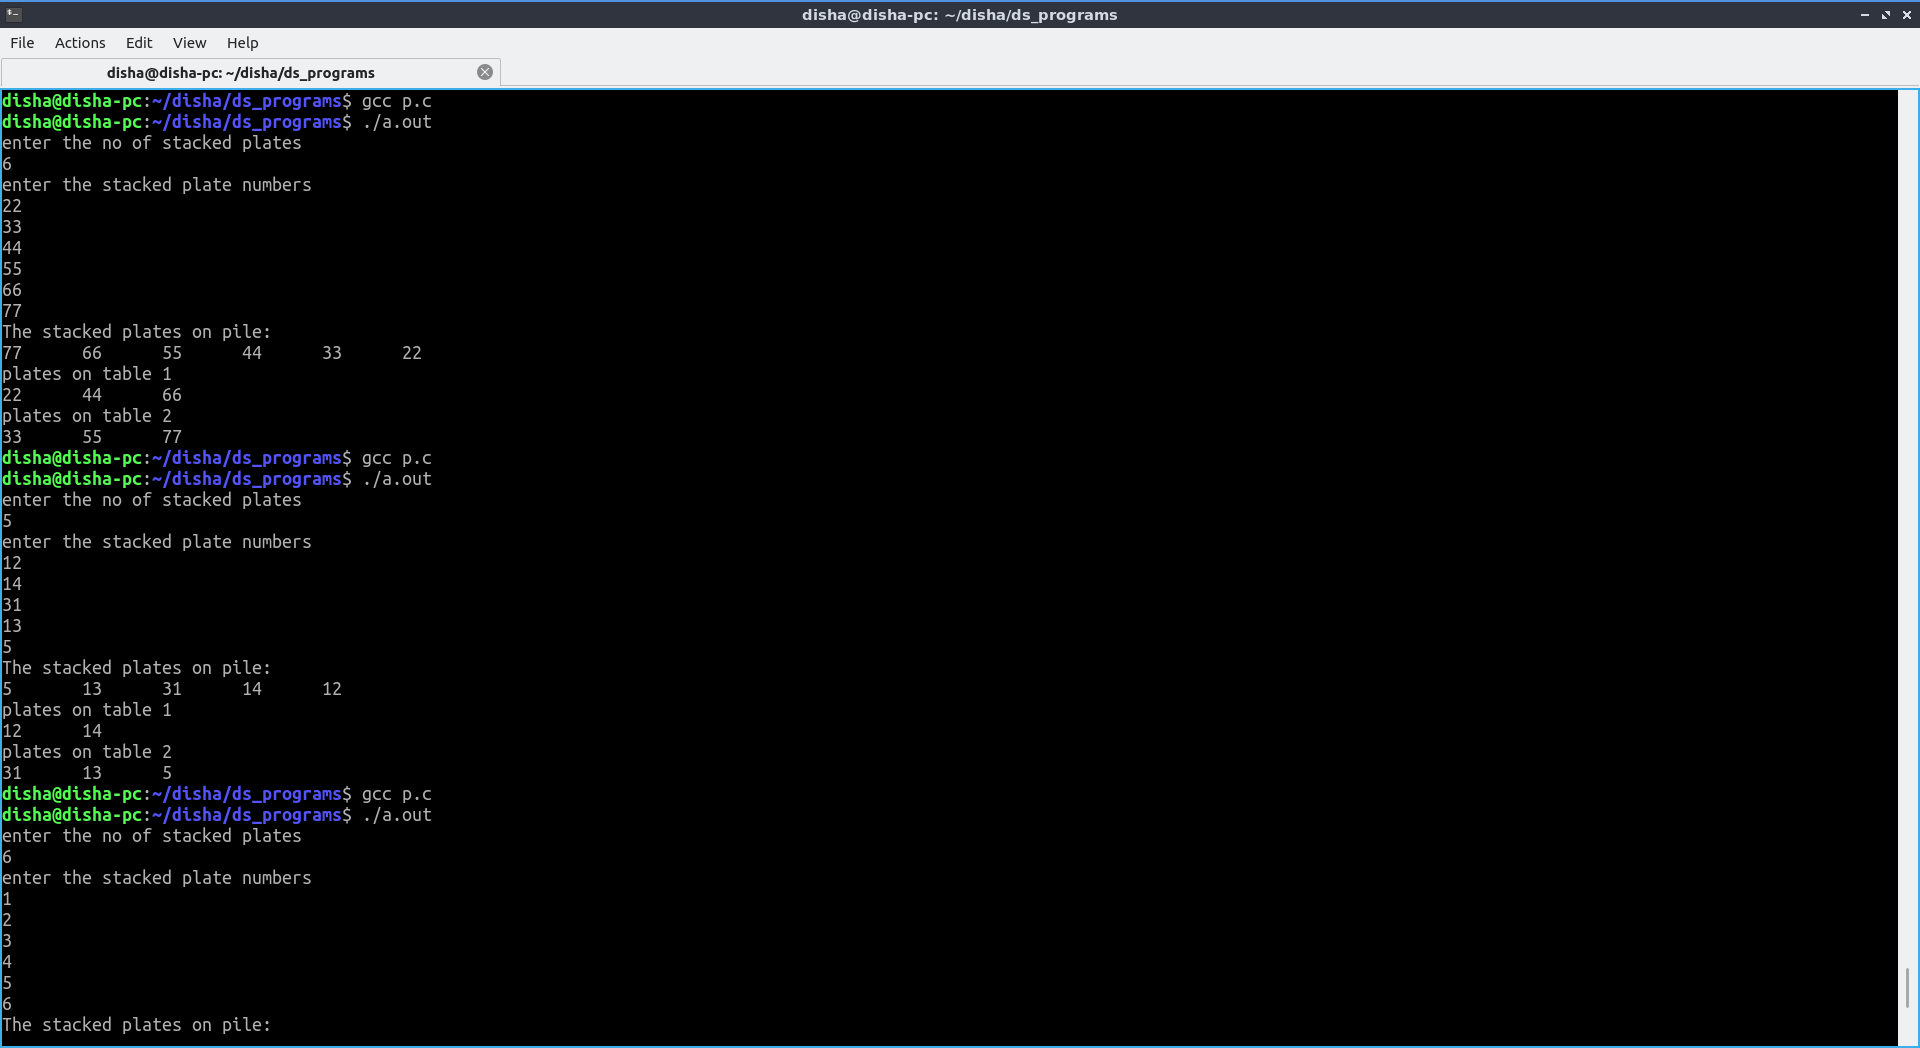 disha@disha-pc: ~/disha/ds_programs
File Actions Edit View Help
disha@disha-pc: ~/disha/ds_programs
disha@disha-pc:~/disha/ds_programs$ gcc p.c
disha@disha-pc:~/disha/ds_programs$ ./a.out
enter the no of stacked plates
6
enter the stacked plate numbers
22
33
44
55
66
77
The stacked plates on pile:
77 66 55 44 33 22
plates on table 1
22 44 66
plates on table 2
33 55 77
disha@disha-pc:~/disha/ds_programs$ gcc p.c
disha@disha-pc:~/disha/ds_programs$ ./a.out
enter the no of stacked plates
5
enter the stacked plate numbers
12
14
31
13
5
The stacked plates on pile:
5 13 31 14 12
plates on table 1
12 14
plates on table 2
31 13 5
disha@disha-pc:~/disha/ds_programs$ gcc p.c
disha@disha-pc:~/disha/ds_programs$ ./a.out
enter the no of stacked plates
6
enter the stacked plate numbers
1
2
3
4
5
6
The stacked plates on pile: